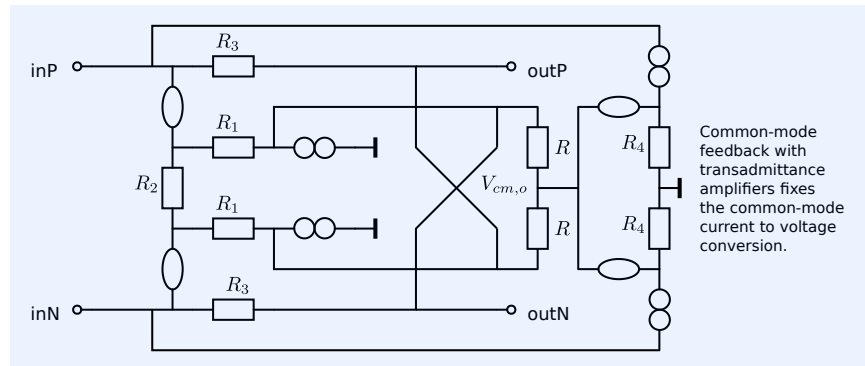 R3
inP
outP
R1
R
R4
Common-mode
feedback with
transadmittance
amplifiers fixes
the common-mode
current to voltage
conversion.
R2
Vcm,o
R1
R
R4
R3
inN
outN